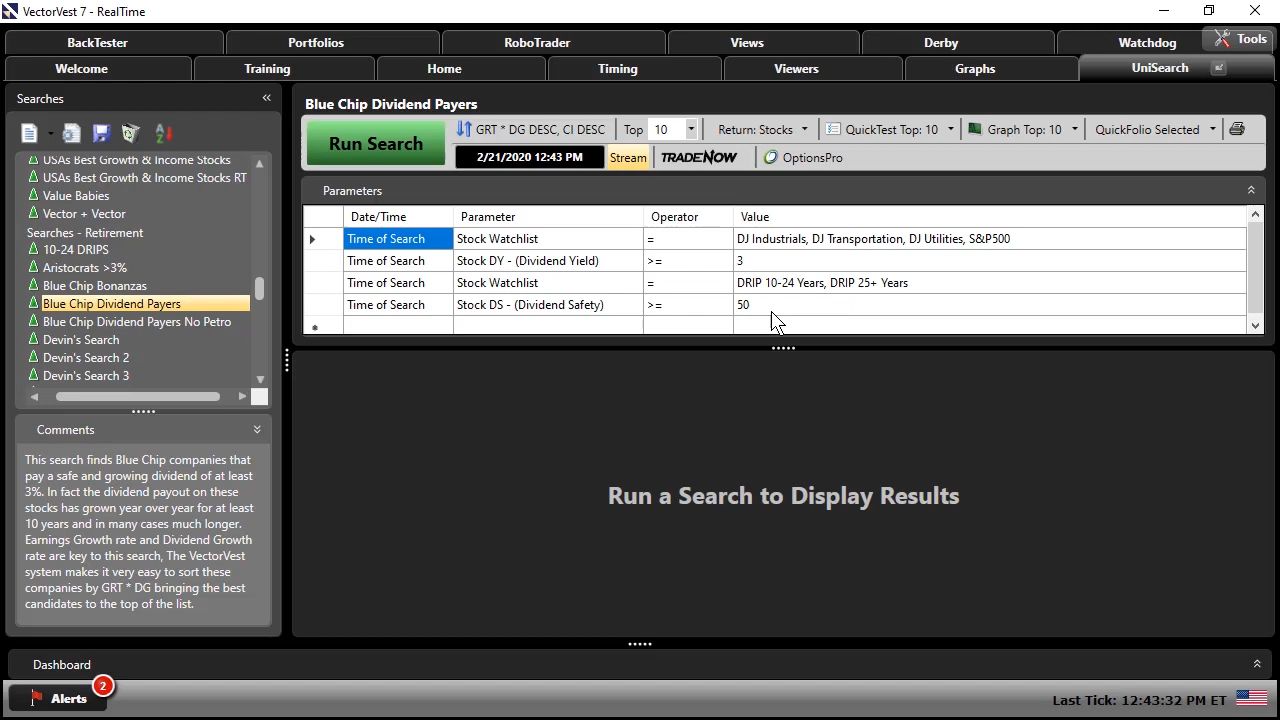 VectorVest 7 - RealTime
BackTester
Portfolios
RoboTrader
Views
Derby
Watchdog
Tools
Welcome
Training
Home
Timing
Viewers
Graphs
UniSearch
Searches
USAs Best Growth & Income Stocks
USAs Best Growth & Income Stocks RT
Value Babies
Vector + Vector
Searches - Retirement
10-24 DRIPS
Aristocrats >3%
Blue Chip Bonanzas
Blue Chip Dividend Payers
Blue Chip Dividend Payers No Petro
Devin's Search
Devin's Search 2
Devin's Search 3
Comments
This search finds Blue Chip companies that
pay a safe and growing dividend of at least
3%. In fact the dividend payout on these
stocks has grown year over year for at least
10 years and in many cases much longer.
Earnings Growth rate and Dividend Growth
rate are key to this search, The VectorVest
system makes it very easy to sort these
companies by GRT * DG bringing the best
candidates to the top of the list.
Blue Chip Dividend Payers
Run Search
GRT * DG DESC, CI DESC
Top 10
Return: Stocks
QuickTest Top: 10
Graph Top: 10
QuickFolio Selected
2/21/2020 12:43 PM
Stream
TRADENOW
OptionsPro
Parameters
Date/Time Parameter Operator Value
Time of Search Stock Watchlist = DJ Industrials, DJ Transportation, DJ Utilities, S&P500
Time of Search Stock DY - (Dividend Yield) >= 3
Time of Search Stock Watchlist = DRIP 10-24 Years, DRIP 25+ Years
Time of Search Stock DS - (Dividend Safety) >= 50
Run a Search to Display Results
Dashboard
Alerts
2
Last Tick: 12:43:32 PM ET